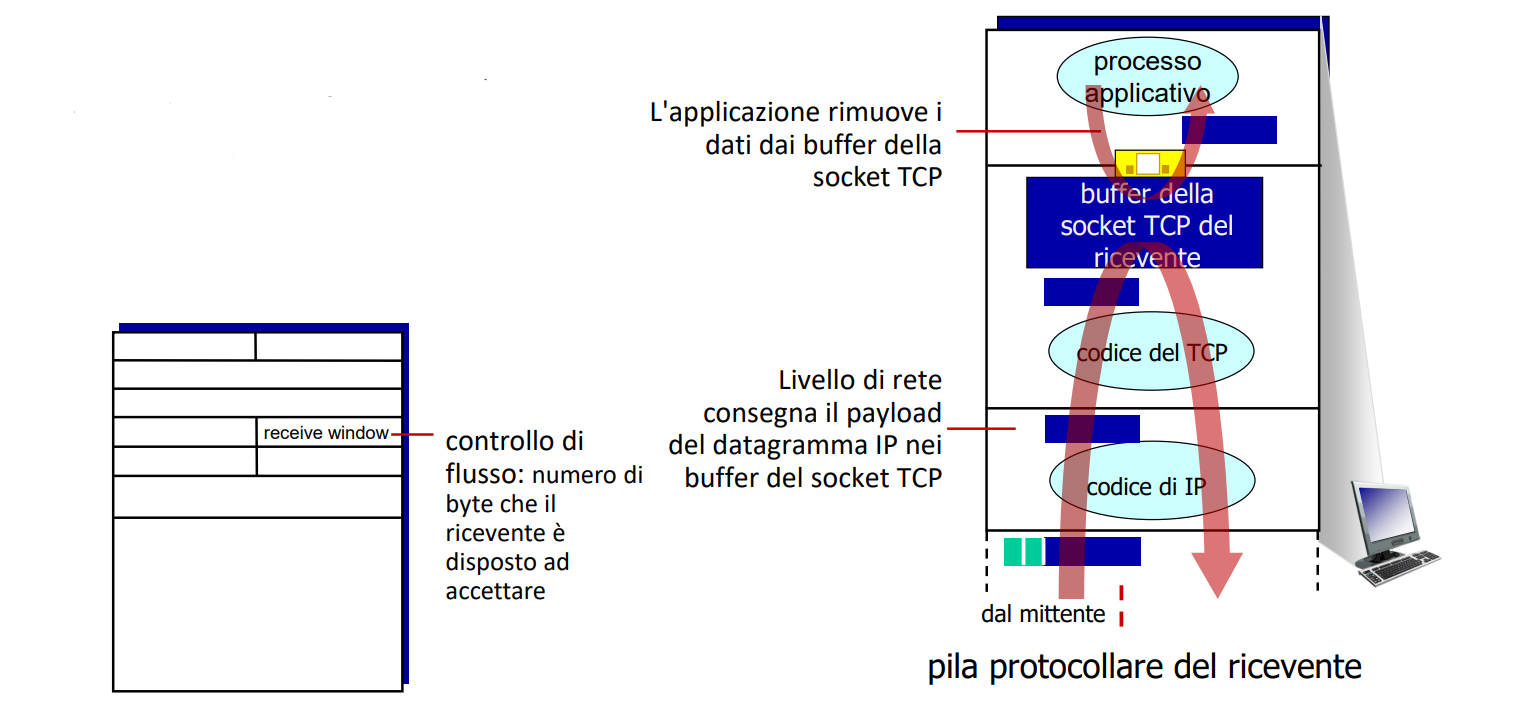 receive window
controllo di
flusso: numero di
byte che il
ricevente è
disposto ad
accettare
L'applicazione rimuove i
dati dai buffer della
socket TCP
Livello di rete
consegna il payload
del datagramma IP nei
buffer del socket TCP
processo
applicativo
buffer della
socket TCP del
ricevente
codice del TCP
codice di IP
dal mittente
pila protocollare del ricevente